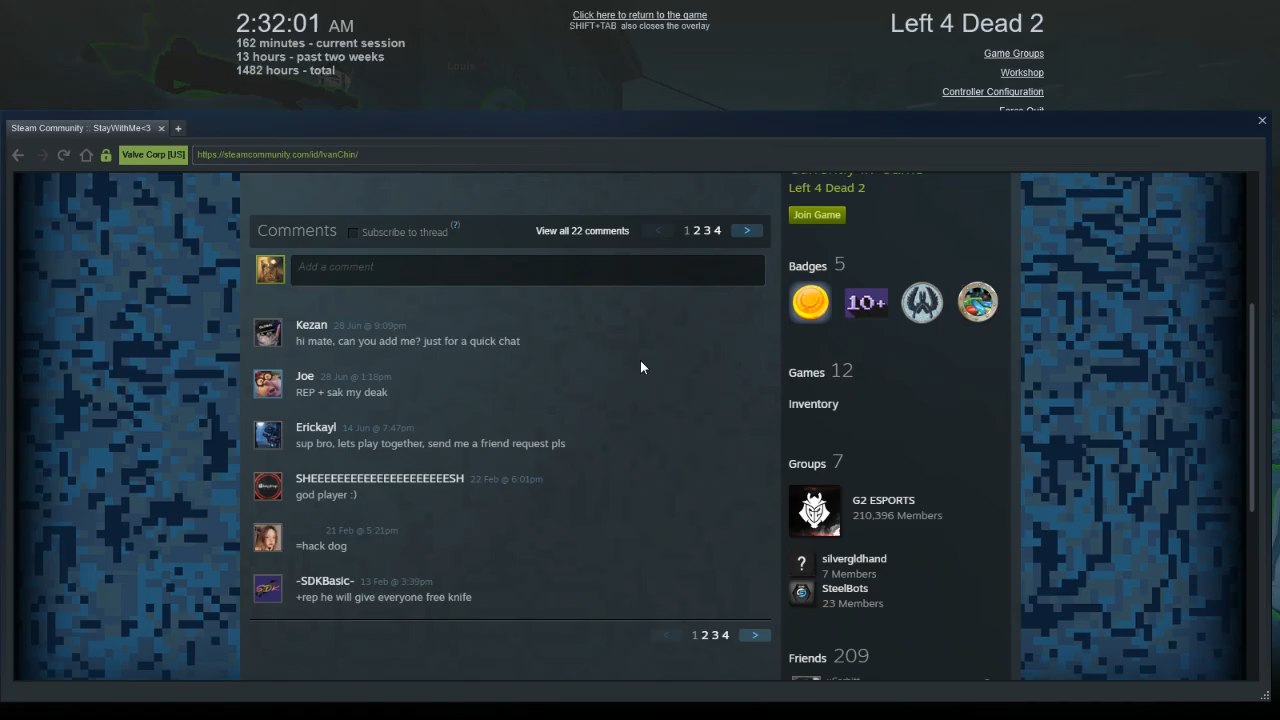 2:32:01 AM
162 minutes - current session
13 hours - past two weeks
1482 hours - total
Click here to return to the game
SHIFT+TAB also closes the overlay
Left 4 Dead 2
Game Groups
Workshop
Controller Configuration
Force Quit
Louis
Steam Community :: StayWithMe<3 × +
Valve Corp [US] https://steamcommunity.com/id/IvanChin/
Comments Subscribe to thread (?) View all 22 comments < 1 2 3 4 >
Add a comment
Kezan 28 Jun @ 9:09pm
hi mate, can you add me? just for a quick chat
Joe 28 Jun @ 1:18pm
REP + sak my deak
Erickayl 14 Jun @ 7:47pm
sup bro, lets play together, send me a friend request pls
SHEEEEEEEEEEEEEEEEEEEEEESH 22 Feb @ 6:01pm
god player :)
21 Feb @ 5:21pm
=hack dog
-SDKBasic- 13 Feb @ 3:39pm
+rep he will give everyone free knife
< 1 2 3 4 >
Currently In-Game
Left 4 Dead 2
Join Game
Badges 5
10+
Games 12
Inventory
Groups 7
G2 ESPORTS
210,396 Members
?
silvergldhand
7 Members
SteelBots
23 Members
Friends 209